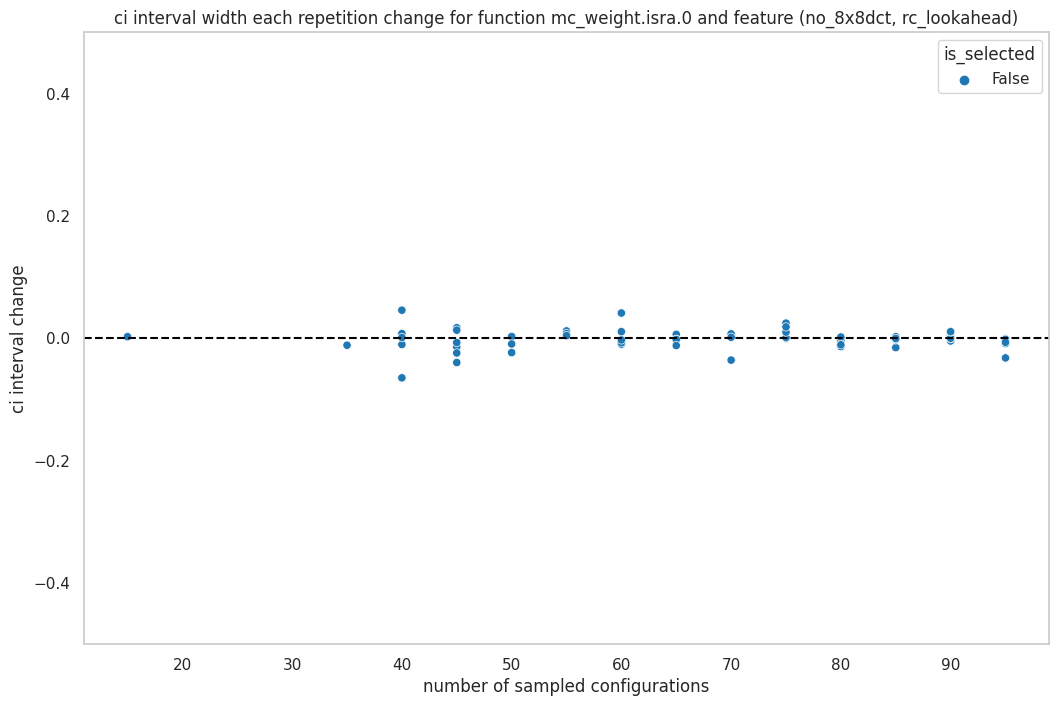 ci interval width each repetition change for function mc_weight.isra.0 and feature (no_8x8dct, rc_lookahead)
is_selected
False
ci interval change
0.4
0.2
0.0
−0.2
−0.4
20 30 40 50 60 70 80 90
number of sampled configurations